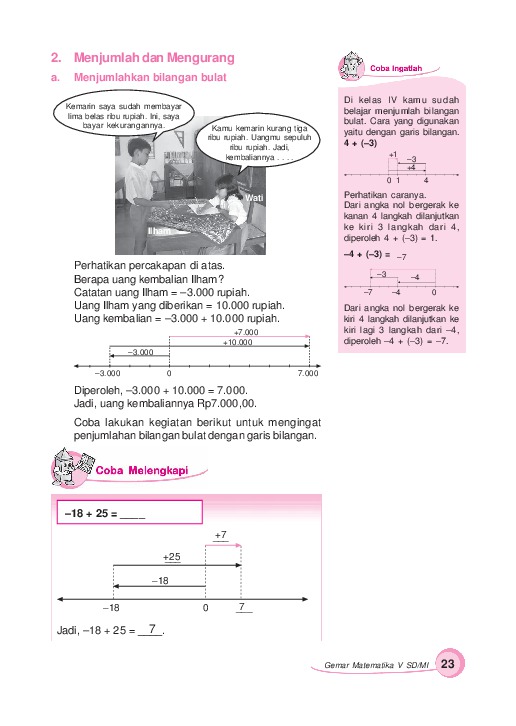 2. Menjumlah dan Mengurang
a. Menjumlahkan bilangan bulat
Kemarin saya sudah membayar
lima belas ribu rupiah. Ini, saya
bayar kekurangannya.
Kamu kemarin kurang tiga
ribu rupiah. Uangmu sepuluh
ribu rupiah. Jadi,
kembaliannya . . . .
Wati
Ilham
Perhatikan percakapan di atas.
Berapa uang kembalian Ilham?
Catatan uang Ilham = –3.000 rupiah.
Uang Ilham yang diberikan = 10.000 rupiah.
Uang kembalian = –3.000 + 10.000 rupiah.
+7.000
+10.000
–3.000
–3.000 0 7.000
Diperoleh, –3.000 + 10.000 = 7.000.
Jadi, uang kembaliannya Rp7.000,00.
Coba lakukan kegiatan berikut untuk mengingat
penjumlahan bilangan bulat dengan garis bilangan.
Coba Melengkapi
–18 + 25 = ____
+7
+25
–18
–18 0 7
Jadi, –18 + 25 = 7.
Coba Ingatlah
Di kelas IV kamu sudah
belajar menjumlah bilangan
bulat. Cara yang digunakan
yaitu dengan garis bilangan.
4 + (–3)
+1
–3
+4
0 1 4
Perhatikan caranya.
Dari angka nol bergerak ke
kanan 4 langkah dilanjutkan
ke kiri 3 langkah dari 4,
diperoleh 4 + (–3) = 1.
–4 + (–3) = –7
–3 –4
–7 –4 0
Dari angka nol bergerak ke
kiri 4 langkah dilanjutkan ke
kiri lagi 3 langkah dari –4,
diperoleh –4 + (–3) = –7.
Gemar Matematika V SD/MI 23